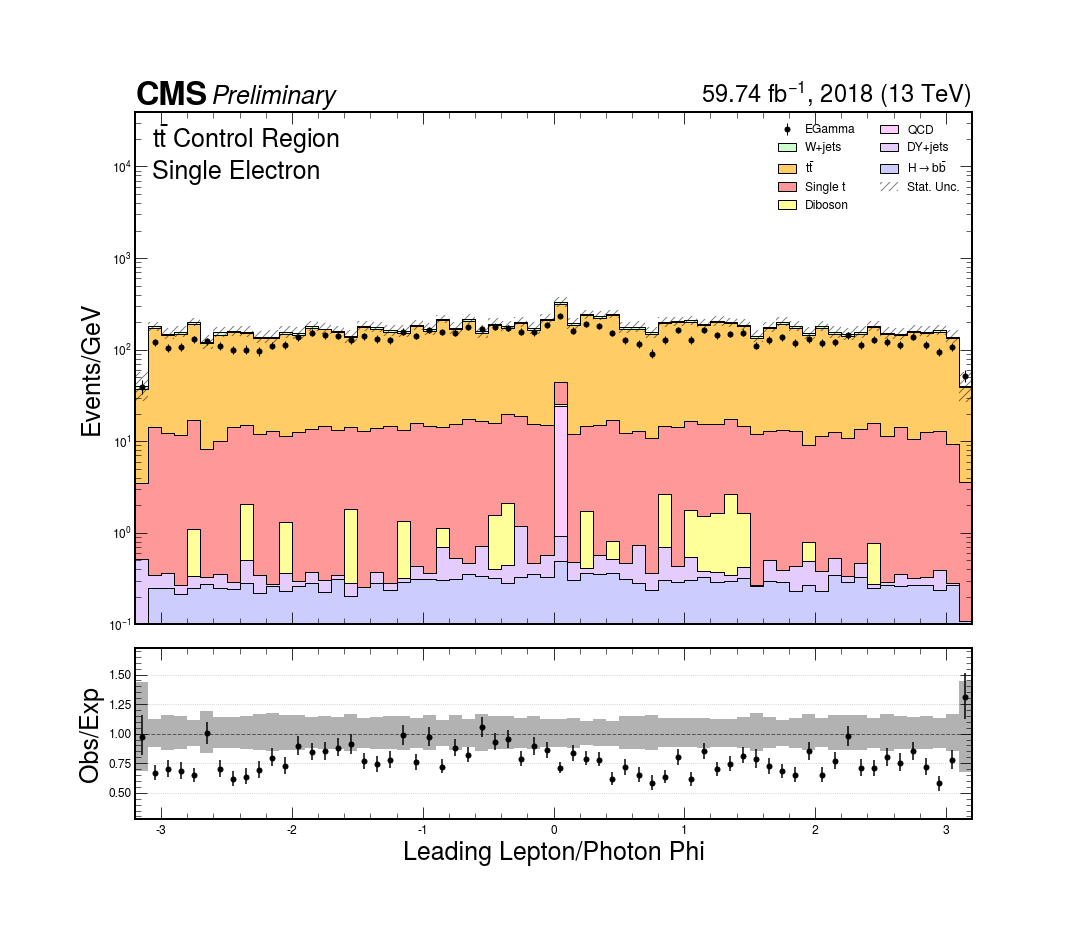 CMS Preliminary
59.74 fb⁻¹, 2018 (13 TeV)
tt̄ Control Region
Single Electron
EGamma
W+jets
tt̄
Single t
Diboson
QCD
DY+jets
H→bb̄
Stat. Unc.
Events/GeV
10⁴
10³
10²
10¹
10⁰
10⁻¹
Obs/Exp
1.50
1.25
1.00
0.75
0.50
-3 -2 -1 0 1 2 3
Leading Lepton/Photon Phi